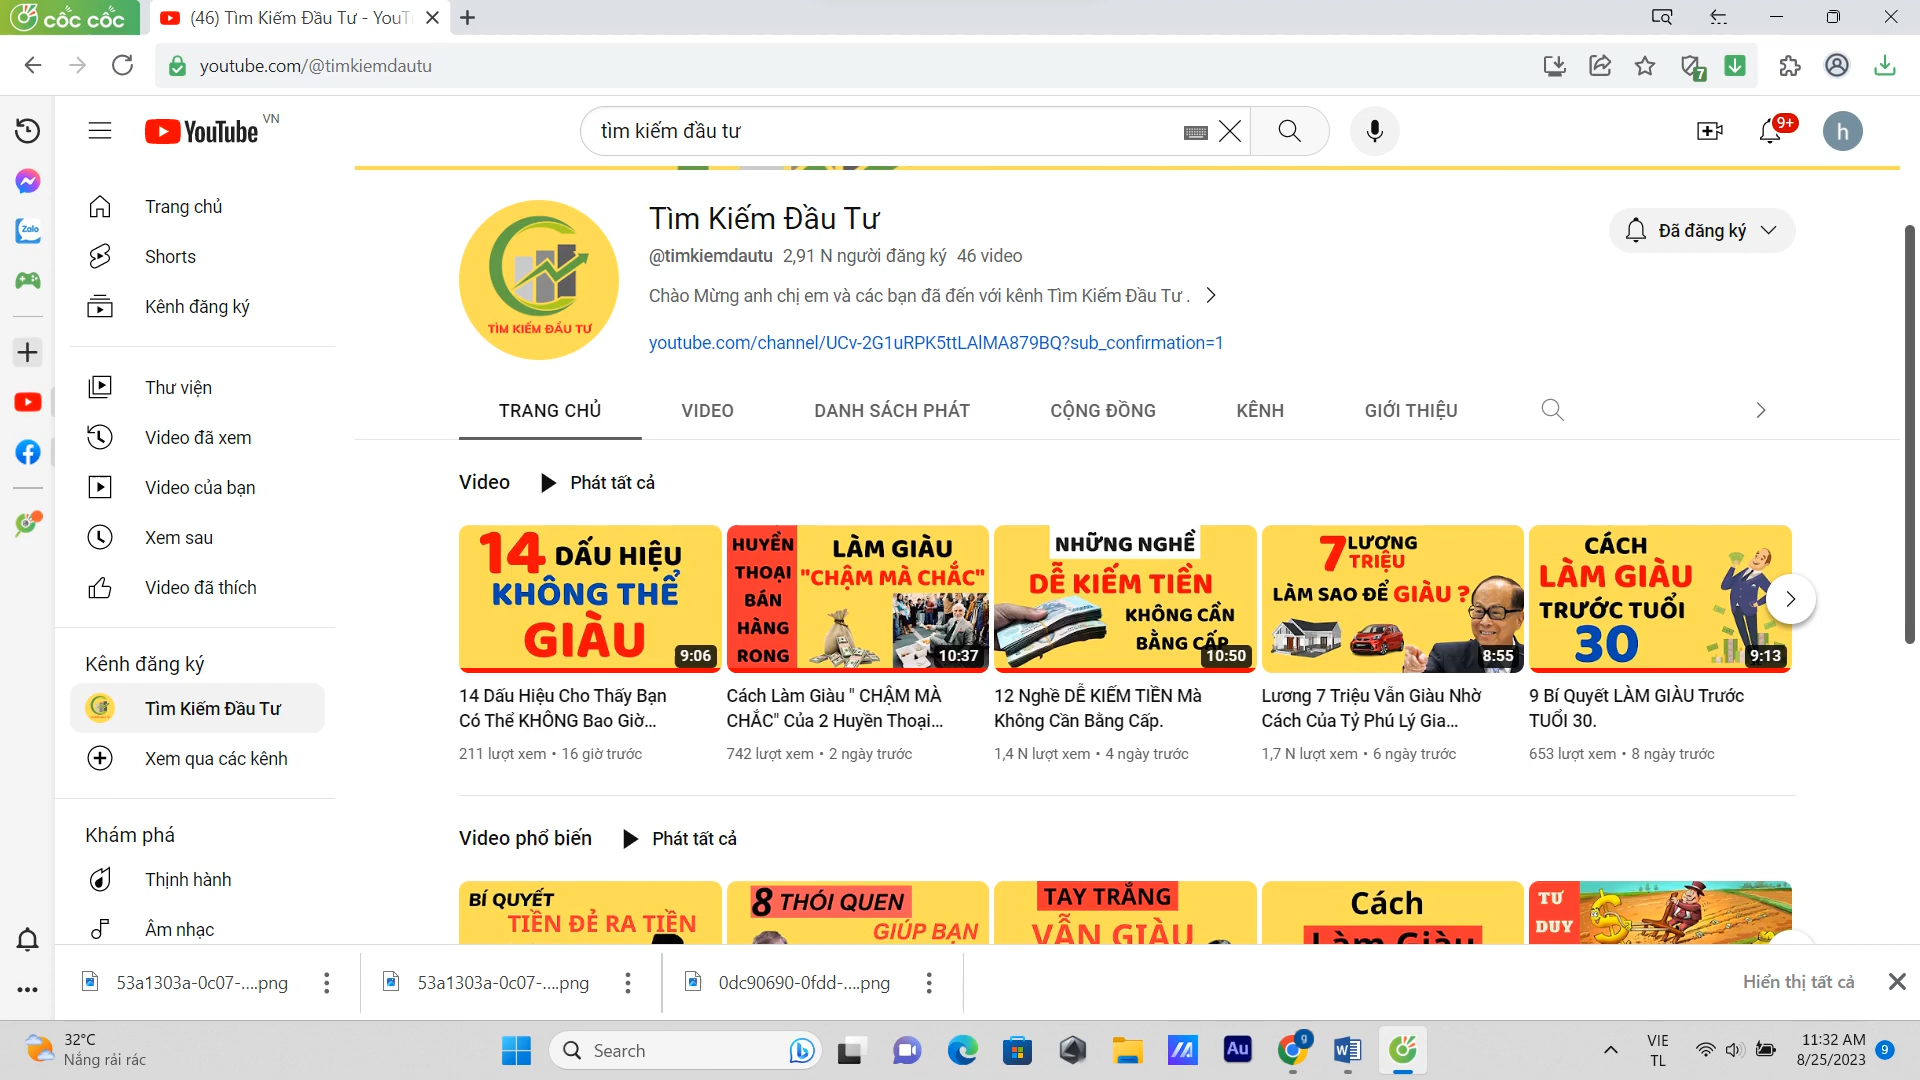 cốc cốc
(46) Tìm Kiếm Đầu Tư - YouT
youtube.com/@timkiemdautu
7
YouTube VN
tìm kiếm đầu tư
9+
h
Zalo
Trang chủ
Shorts
Kênh đăng ký
Thư viện
Video đã xem
Video của bạn
Xem sau
Video đã thích
Kênh đăng ký
Tìm Kiếm Đầu Tư
Xem qua các kênh
Khám phá
Thịnh hành
Âm nhạc
TÌM KIẾM ĐẦU TƯ
Tìm Kiếm Đầu Tư
@timkiemdautu 2,91 N người đăng ký 46 video
Chào Mừng anh chị em và các bạn đã đến với kênh Tìm Kiếm Đầu Tư .
youtube.com/channel/UCv-2G1uRPK5ttLAlMA879BQ?sub_confirmation=1
Đã đăng ký
TRANG CHỦ
VIDEO
DANH SÁCH PHÁT
CỘNG ĐỒNG
KÊNH
GIỚI THIỆU
Video
Phát tất cả
14 DẤU HIỆU
KHÔNG THỂ
GIÀU
9:06
14 Dấu Hiệu Cho Thấy Bạn
Có Thể KHÔNG Bao Giờ...
211 lượt xem • 16 giờ trước
HUYỀN
THOẠI
BÁN
HÀNG
RONG
LÀM GIÀU
"CHẬM MÀ CHẮC"
10:37
Cách Làm Giàu " CHẬM MÀ
CHẮC" Của 2 Huyền Thoại...
742 lượt xem • 2 ngày trước
NHỮNG NGHỀ
DỄ KIẾM TIỀN
KHÔNG CẦN
BẰNG CẤP
10:50
12 Nghề DỄ KIẾM TIỀN Mà
Không Cần Bằng Cấp.
1,4 N lượt xem • 4 ngày trước
7 LƯƠNG
TRIỆU
LÀM SAO ĐỂ GIÀU ?
8:55
Lương 7 Triệu Vẫn Giàu Nhờ
Cách Của Tỷ Phú Lý Gia...
1,7 N lượt xem • 6 ngày trước
CÁCH
LÀM GIÀU
TRƯỚC TUỔI
30
9:13
9 Bí Quyết LÀM GIÀU Trước
TUỔI 30.
653 lượt xem • 8 ngày trước
Video phổ biến
Phát tất cả
BÍ QUYẾT
TIỀN ĐẺ RA TIỀN
8 THÓI QUEN
GIÚP BẠN
TAY TRẮNG
VẪN GIÀU
Cách
Làm Giàu
TƯ
DUY
53a1303a-0c07-....png
53a1303a-0c07-....png
0dc90690-0fdd-....png
Hiển thị tất cả
32°C
Nắng rải rác
Search
Au
g
VIE
TL
11:32 AM
8/25/2023
9